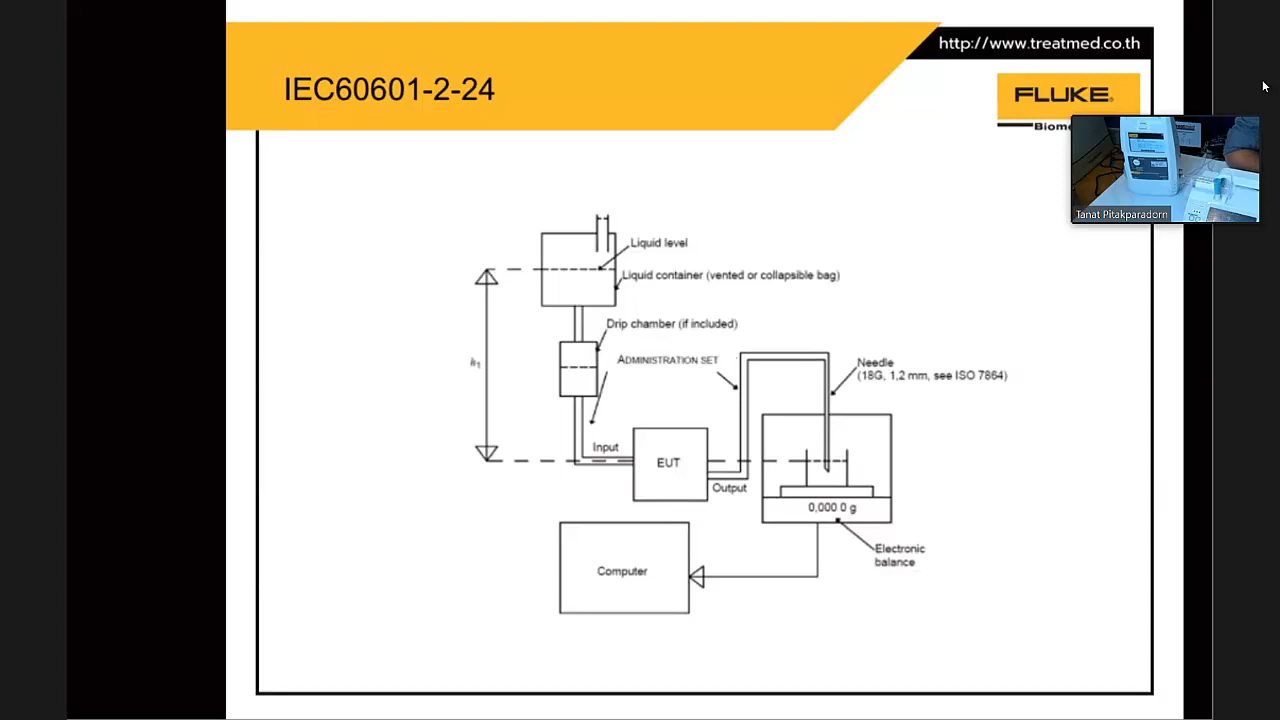 http://www.treatmed.co.th
IEC60601-2-24
FLUKE®
Biome
Tanat Pitakparadorn
Liquid level
Liquid container (vented or collapsible bag)
Drip chamber (if included)
ADMINISTRATION SET
h1
Needle
(18G, 1,2 mm, see ISO 7864)
Input
EUT
Output
0,000 0 g
Electronic
balance
Computer